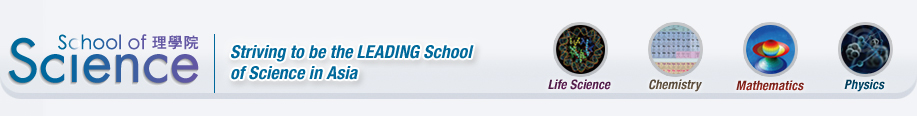 School of 理學院
Science
Striving to be the LEADING School
of Science in Asia
Life Science
Chemistry
Mathematics
Physics